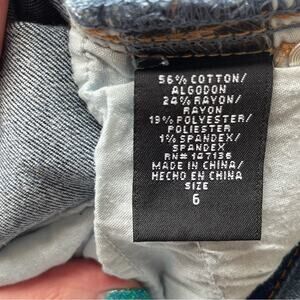 56% COTTON/
ALGODON
24% RAYON/
RAYON
19% POLYESTER/
POLIESTER
1% SPANDEX/
SPANDEX
RN# 147136
MADE IN CHINA/
HECHO EN CHINA
SIZE
6